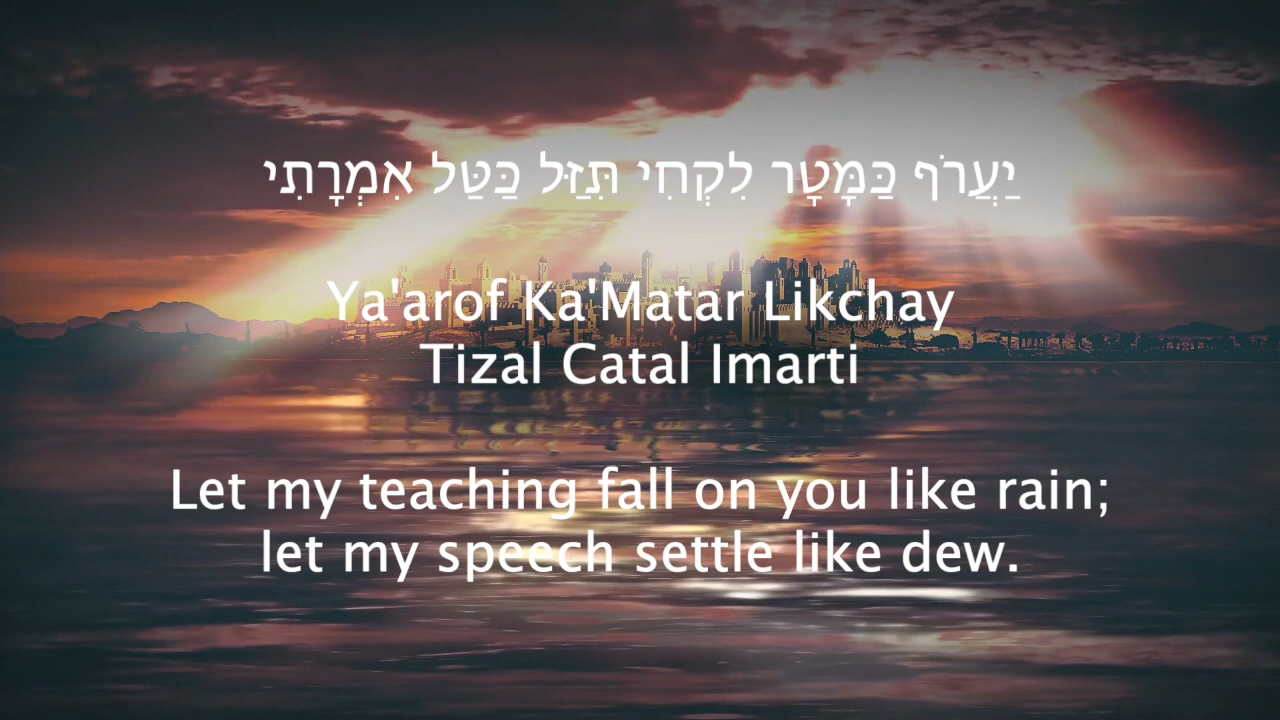 יַעֲרֹף כַּמָּטָר לִקְחִי תִּזַּל כַּטַּל אִמְרָתִי
Ya'arof Ka'Matar Likchay
Tizal Catal Imarti
Let my teaching fall on you like rain;
let my speech settle like dew.